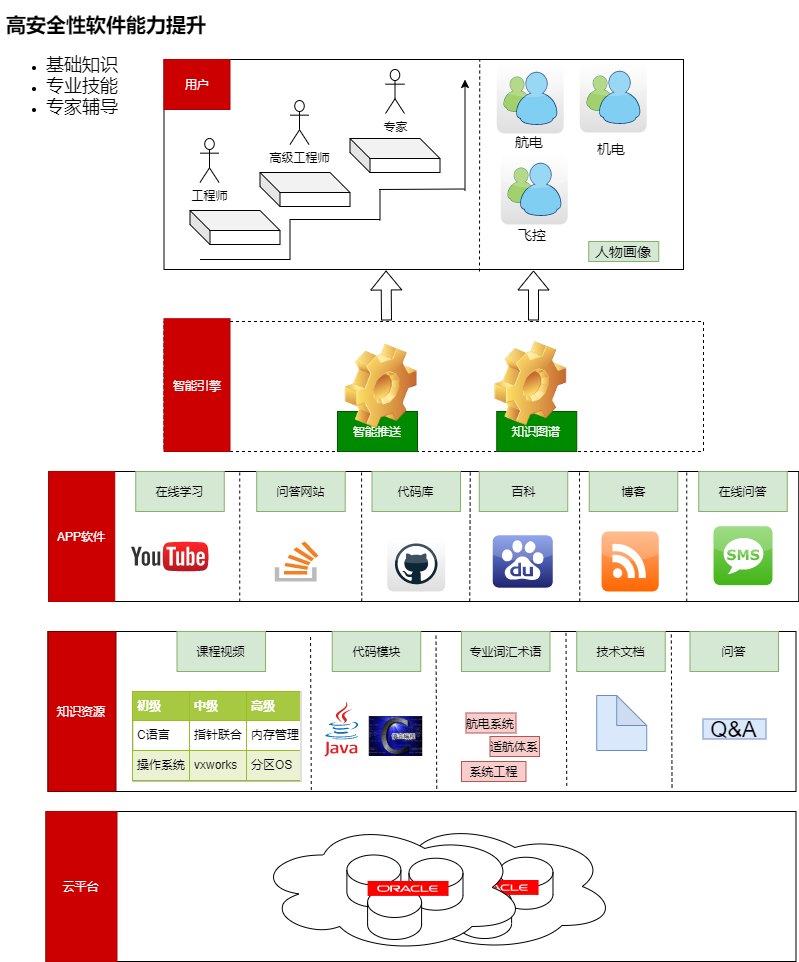 高安全性软件能力提升
基础知识
专业技能
专家辅导
用户
专家
高级工程师
工程师
航电
机电
飞控
人物画像
智能引擎
智能推送
知识图谱
APP软件
在线学习
问答网站
代码库
百科
博客
在线问答
YouTube
du
SMS
知识资源
课程视频
代码模块
专业词汇术语
技术文档
问答
初级 中级 高级
C语言 指针联合 内存管理
操作系统 vxworks 分区OS
Java
C
航电系统
适航体系
系统工程
Q&A
云平台
ORACLE
CLE